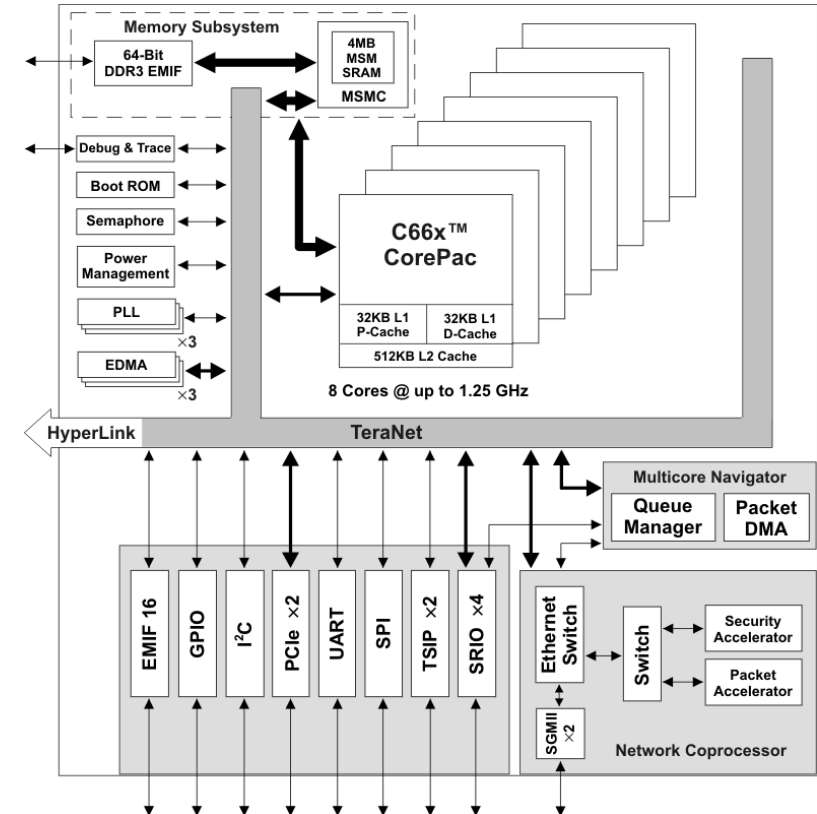 Memory Subsystem
64-Bit
DDR3 EMIF
4MB
MSM
SRAM
MSMC
Debug & Trace
Boot ROM
Semaphore
Power
Management
PLL
×3
EDMA
×3
C66x™
CorePac
32KB L1
P-Cache
32KB L1
D-Cache
512KB L2 Cache
8 Cores @ up to 1.25 GHz
HyperLink
TeraNet
Multicore Navigator
Queue
Manager
Packet
DMA
EMIF 16
GPIO
I²C
PCIe ×2
UART
SPI
TSIP ×2
SRIO ×4
Ethernet
Switch
Switch
Security
Accelerator
Packet
Accelerator
SGMII
×2
Network Coprocessor